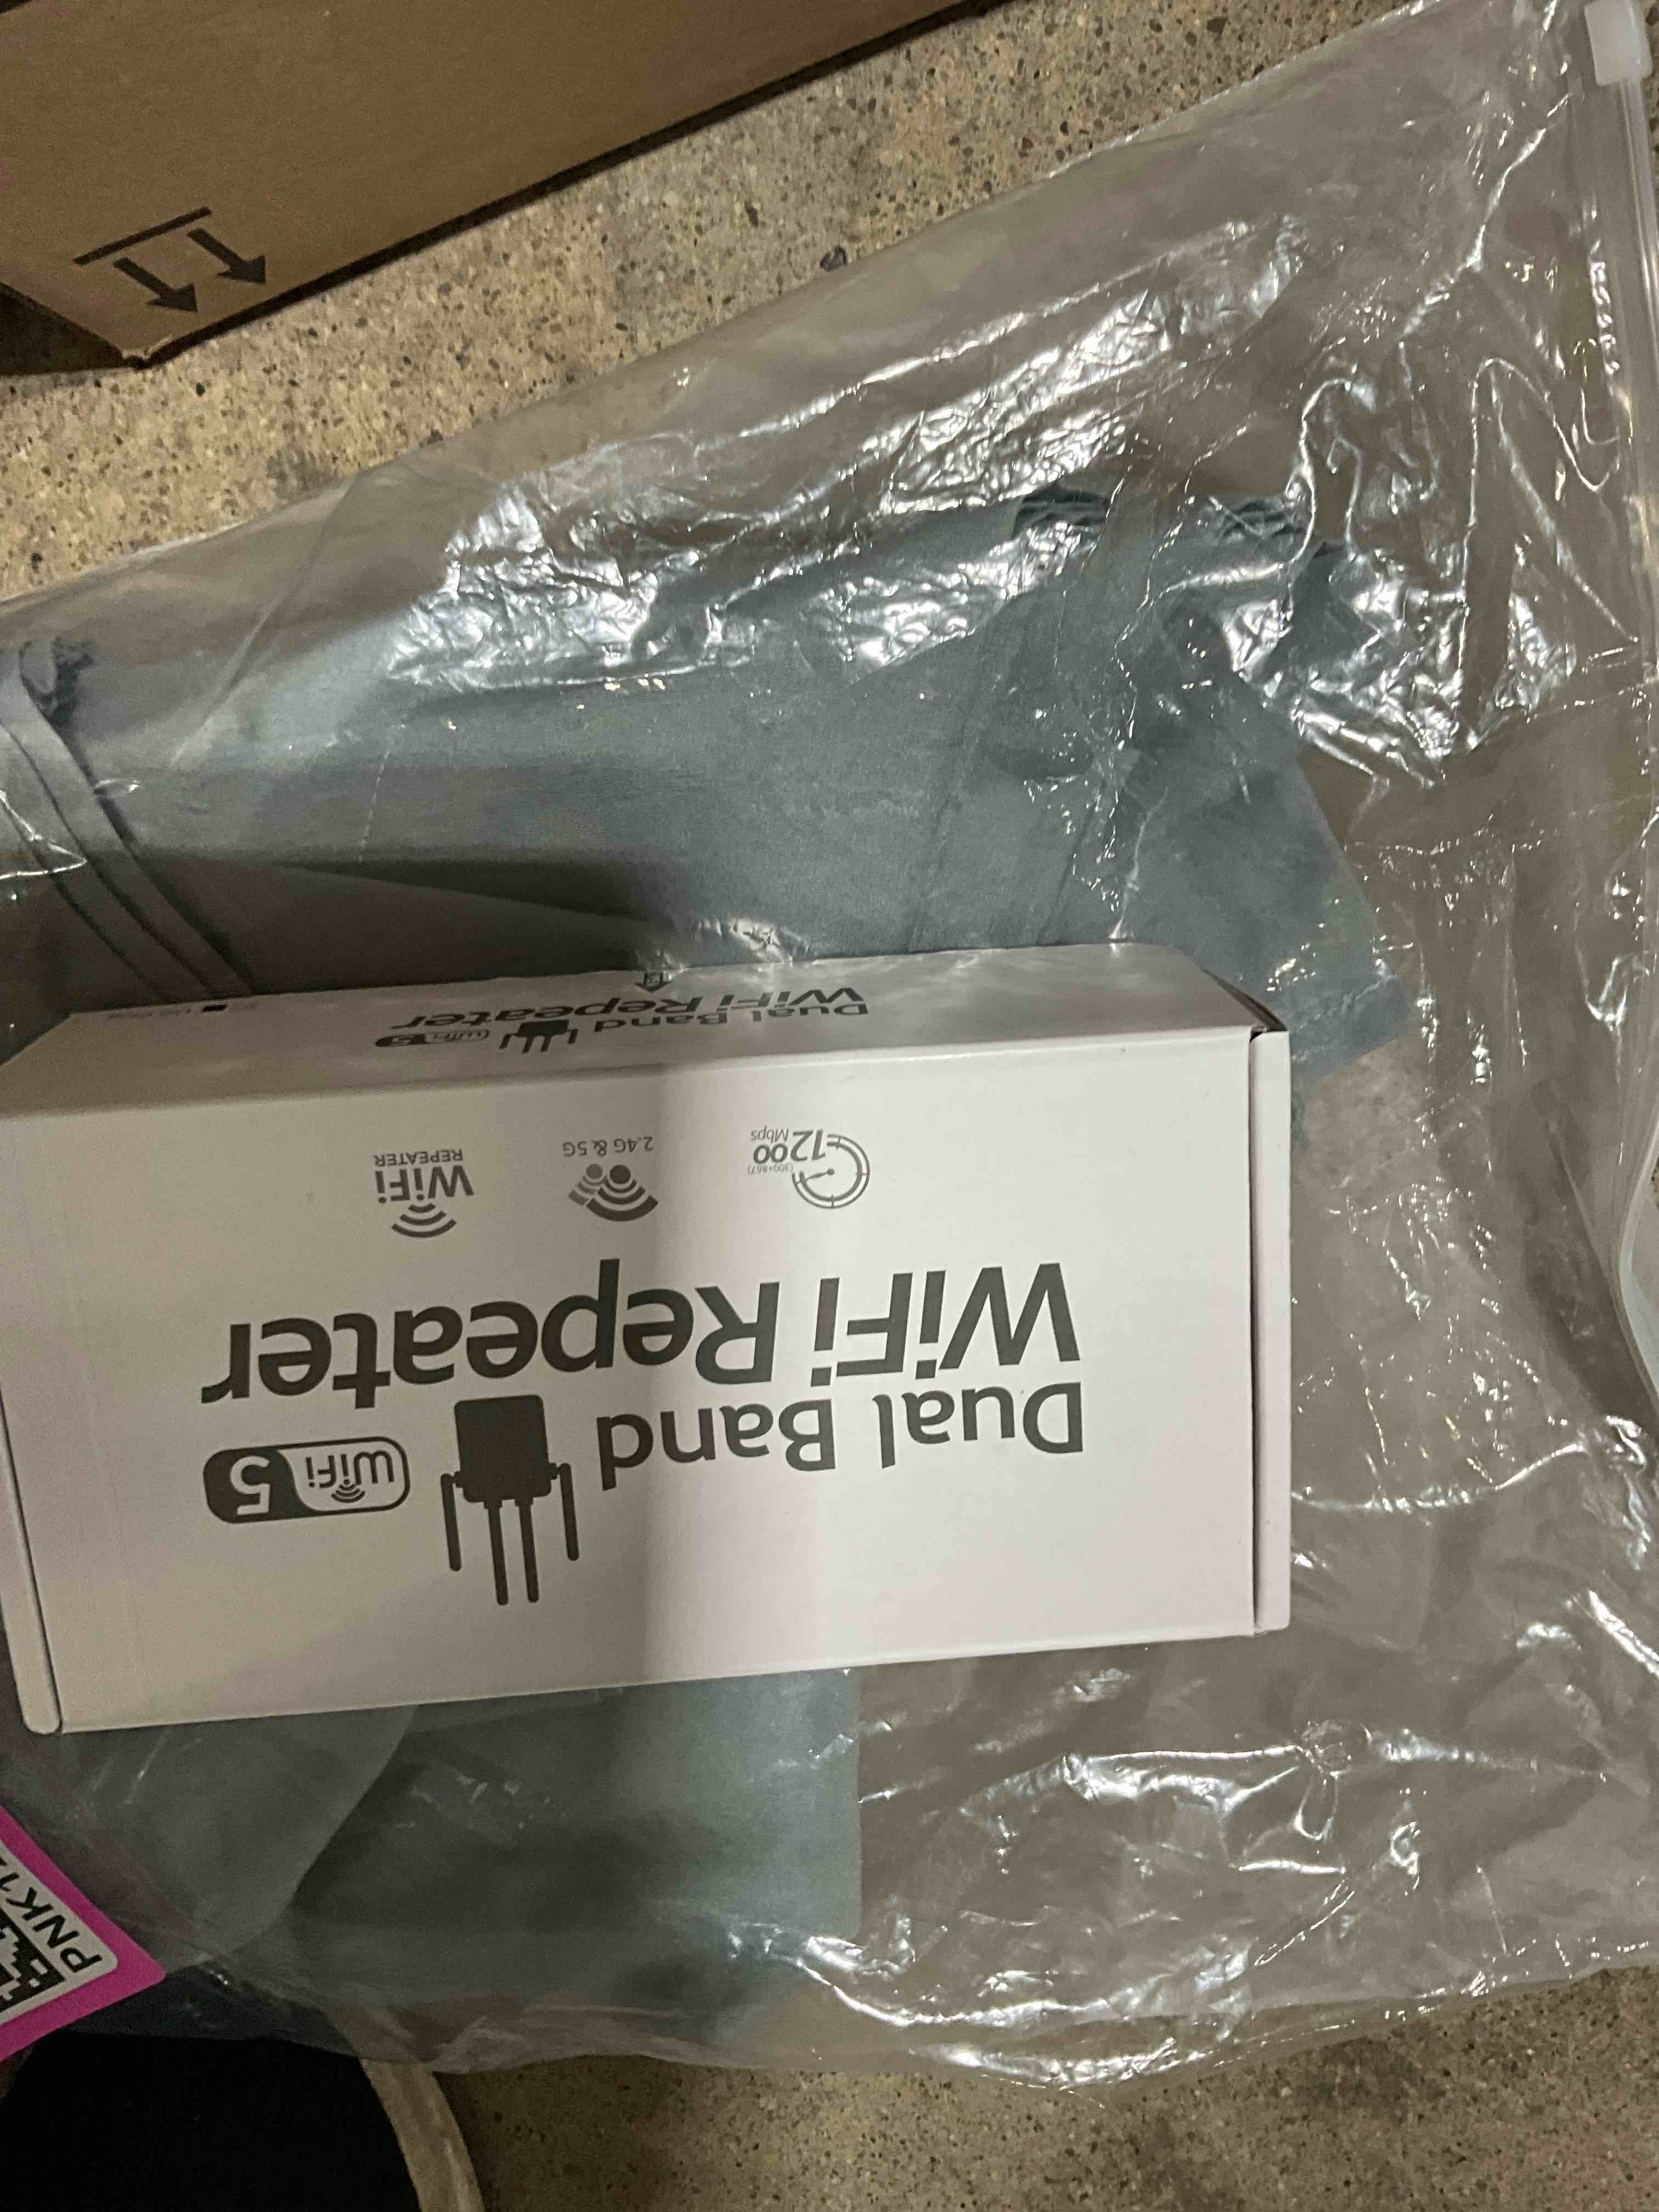 Dual Band
WiFi 5
WiFi Repeater
(300+867)
1200
Mbps
2.4G & 5G
WiFi
REPEATER
Dual Band
WiFi 5
WiFi Repeater